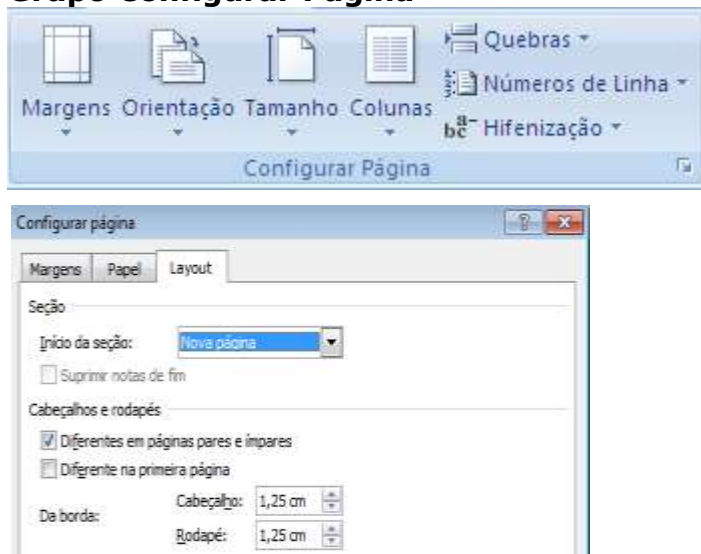 Grupo Configurar Página
Margens Orientação Tamanho Colunas
Quebras
Números de Linha
Hifenização
Configurar Página
Configurar página
Margens Papel Layout
Seção
Início da seção: Nova página
Suprimir notas de fim
Cabeçalhos e rodapés
Diferentes em páginas pares e ímpares
Diferente na primeira página
Da borda:
Cabeçalho: 1,25 cm
Rodapé: 1,25 cm